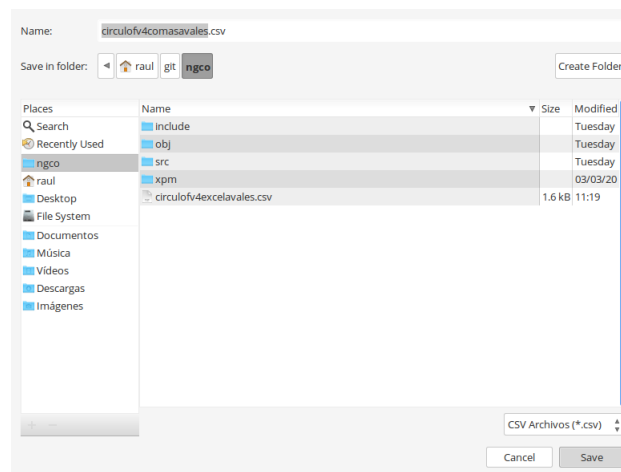 Name: circulofv4comasavales.csv
Save in folder: raul git ngco Create Folder
Places Name Size Modified
Search include Tuesday
Recently Used obj Tuesday
ngco src Tuesday
raul xpm 03/03/20
Desktop circulofv4excelavales.csv 1.6 kB 11:19
File System
Documentos
Música
Vídeos
Descargas
Imágenes
CSV Archivos (*.csv)
Cancel Save